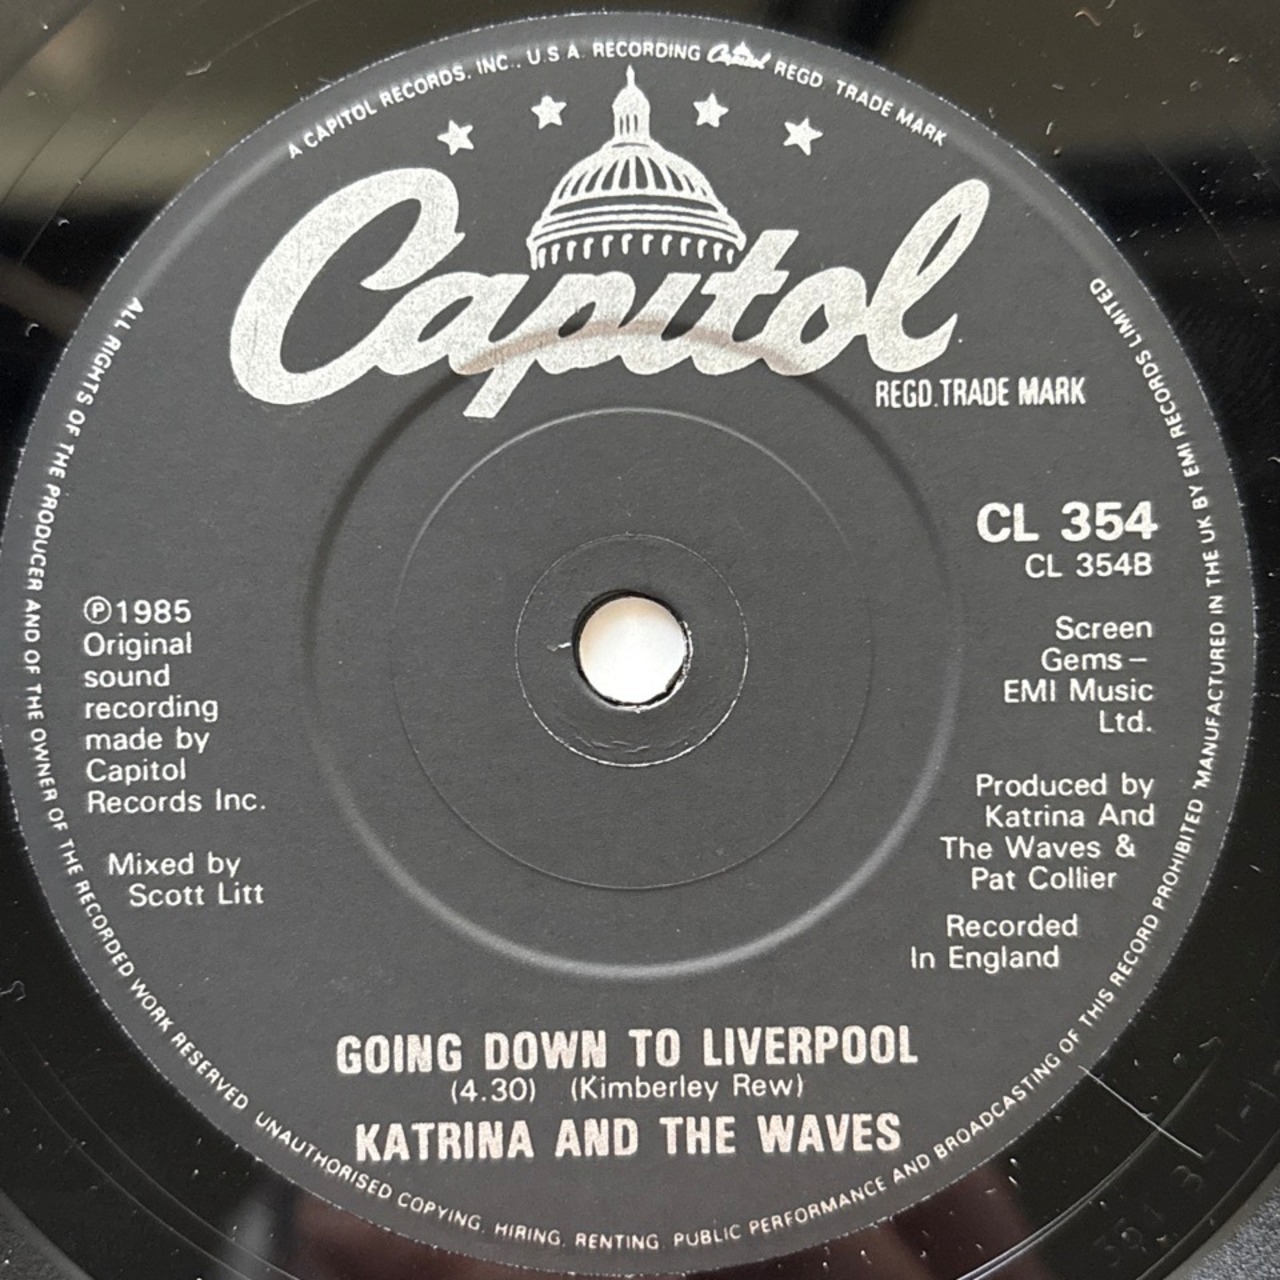 A CAPITOL RECORDS, INC., U.S.A. RECORDING Capitol REGD. TRADE MARK
Capitol
REGD. TRADE MARK
CL 354
CL 354B
℗1985
Original
sound
recording
made by
Capitol
Records Inc.
Mixed by
Scott Litt
Screen
Gems–
EMI Music
Ltd.
Produced by
Katrina And
The Waves &
Pat Collier
Recorded
In England
GOING DOWN TO LIVERPOOL
(4.30) (Kimberley Rew)
KATRINA AND THE WAVES
ALL RIGHTS OF THE PRODUCER AND OF THE OWNER OF THE RECORDED WORK RESERVED UNAUTHORISED COPYING, HIRING, RENTING, PUBLIC PERFORMANCE AND BROADCASTING OF THIS RECORD PROHIBITED MANUFACTURED IN THE UK BY EMI RECORDS LIMITED